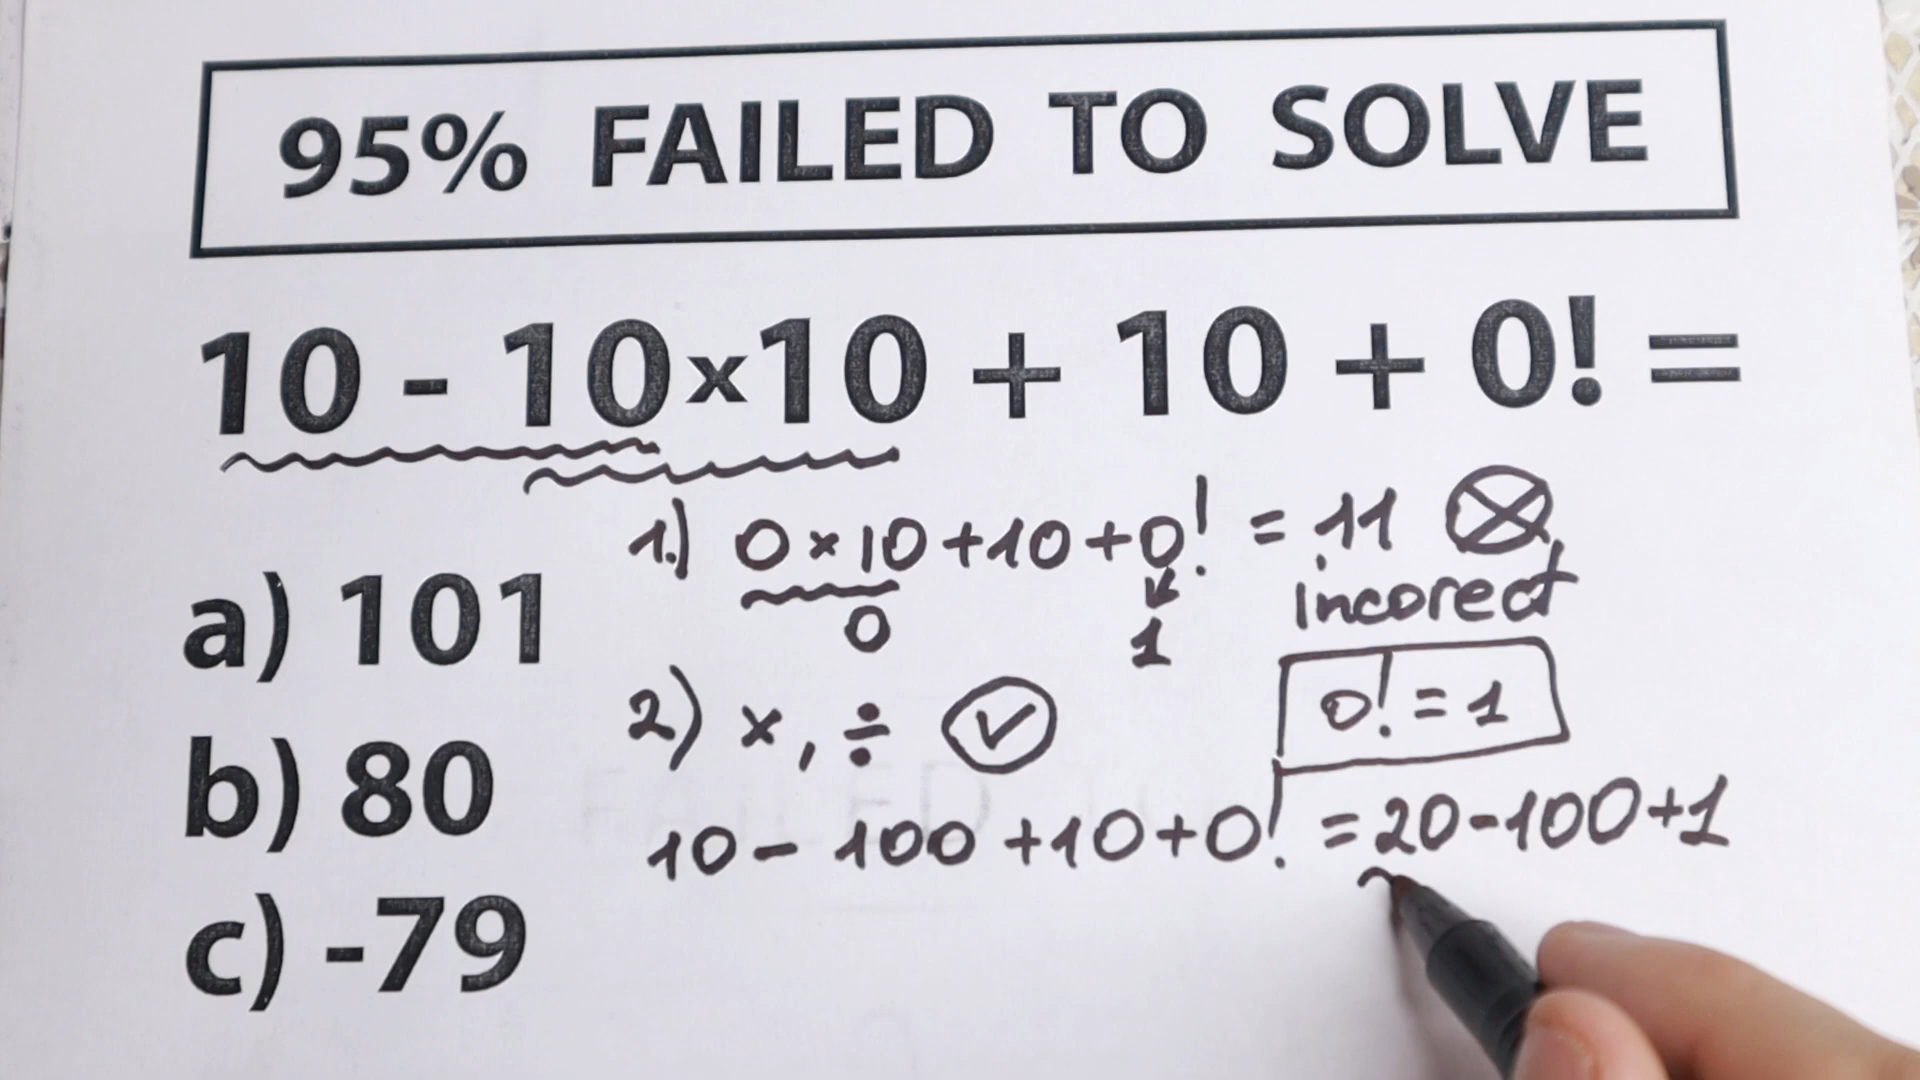 95% FAILED TO SOLVE
10 - 10×10 + 10 + 0! =
1.) 0×10+10+0! = 11
0
1
incorect
a) 101
2) ×, ÷
0! = 1
b) 80
10 - 100 + 10 + 0! = 20-100+1
c) -79